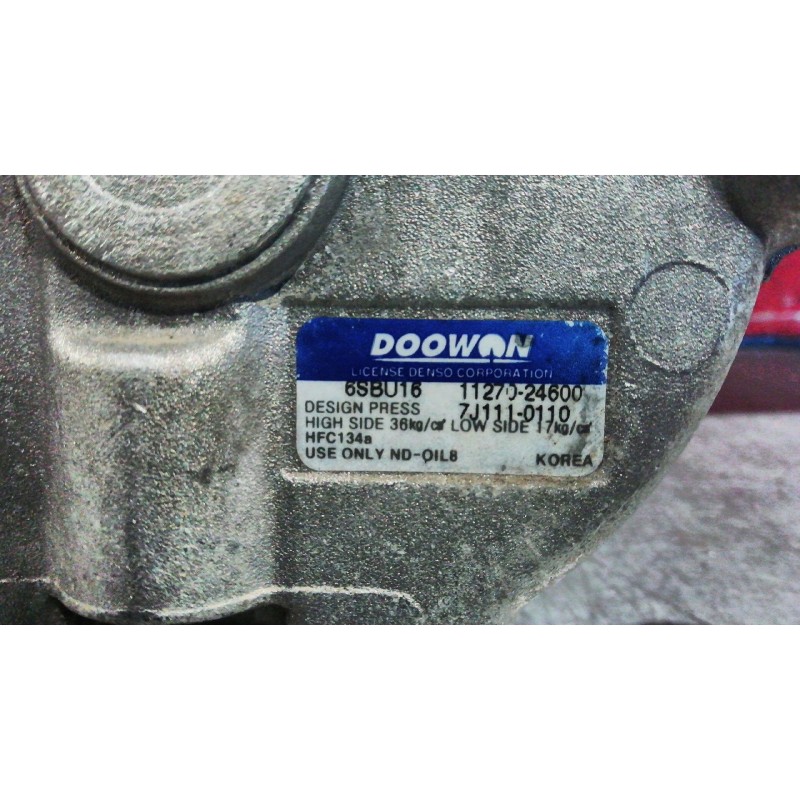 DOOWON
LICENSE DENSO CORPORATION
6SBU16 11270-24600
DESIGN PRESS 7J111-0110
HIGH SIDE 36kg/c㎡ LOW SIDE 17kg/c㎡
HFC134a
USE ONLY ND-OIL8 KOREA